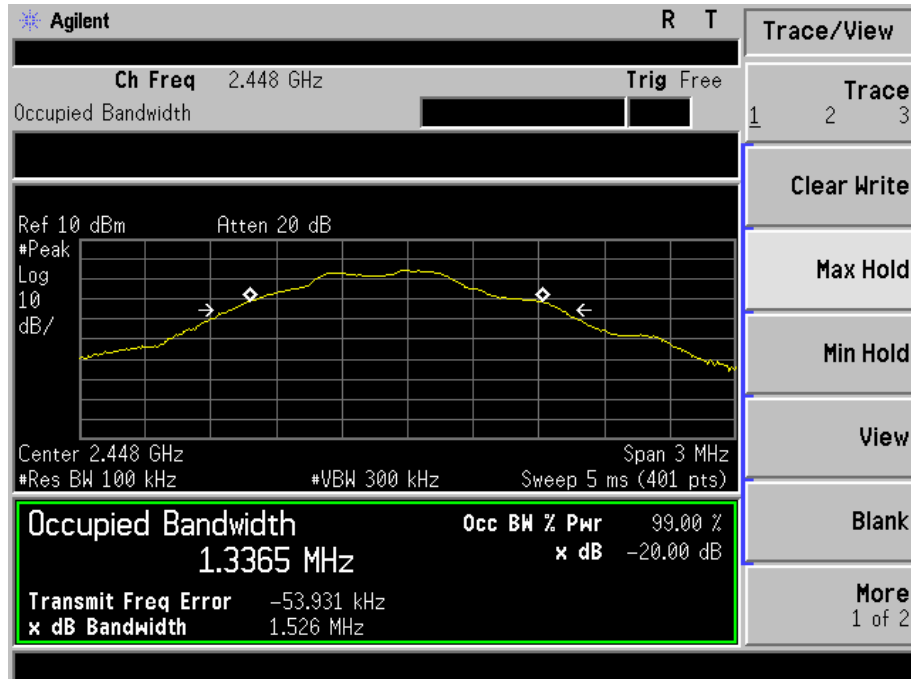 Agilent R T
Ch Freq 2.448 GHz Trig Free
Occupied Bandwidth
Ref 10 dBm Atten 20 dB
#Peak
Log
10
dB/
Center 2.448 GHz Span 3 MHz
#Res BW 100 kHz #VBW 300 kHz Sweep 5 ms (401 pts)
Occupied Bandwidth
1.3365 MHz
Occ BW % Pwr 99.00 %
x dB -20.00 dB
Transmit Freq Error -53.931 kHz
x dB Bandwidth 1.526 MHz
Trace/View
Trace
1 2 3
Clear Write
Max Hold
Min Hold
View
Blank
More
1 of 2